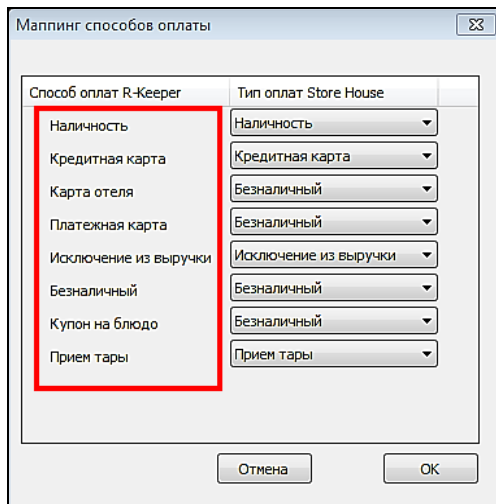 Маппинг способов оплаты
Способ оплат R-Keeper Тип оплат Store House
Наличность Наличность
Кредитная карта Кредитная карта
Карта отеля Безналичный
Платежная карта Безналичный
Исключение из выручки Исключение из выручки
Безналичный Безналичный
Купон на блюдо Безналичный
Прием тары Прием тары
Отмена OK